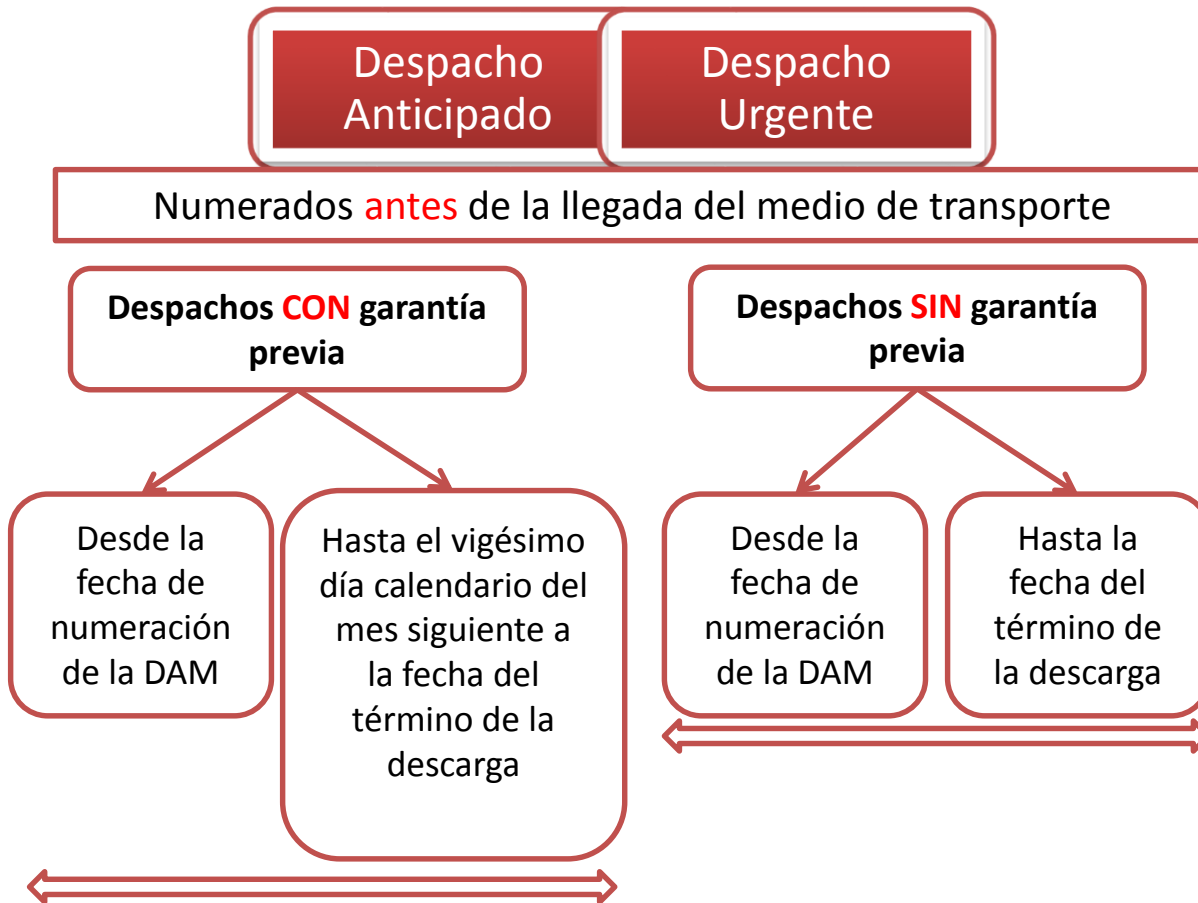 Despacho
Anticipado
Despacho
Urgente
Numerados antes de la llegada del medio de transporte
Despachos CON garantía
previa
Despachos SIN garantía
previa
Desde la
fecha de
numeración
de la DAM
Hasta el vigésimo
día calendario del
mes siguiente a
la fecha del
término de la
descarga
Desde la
fecha de
numeración
de la DAM
Hasta la
fecha del
término de
la descarga